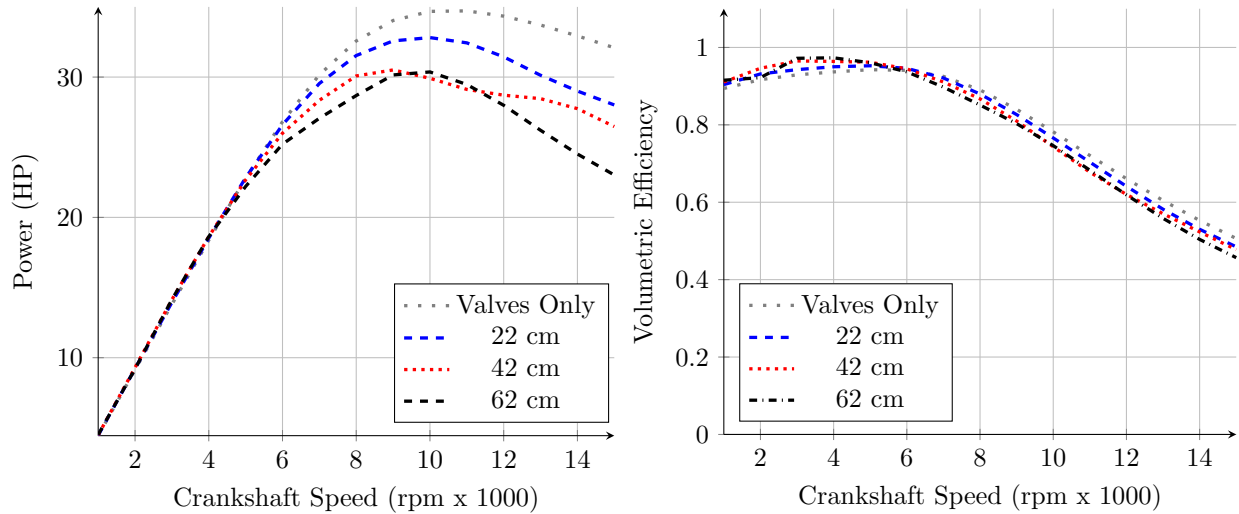 30
20
10
2 4 6 8 10 12 14
Power (HP)
Crankshaft Speed (rpm x 1000)
Valves Only
22 cm
42 cm
62 cm
1
0.8
0.6
0.4
0.2
0
2 4 6 8 10 12 14
Volumetric Efficiency
Crankshaft Speed (rpm x 1000)
Valves Only
22 cm
42 cm
62 cm